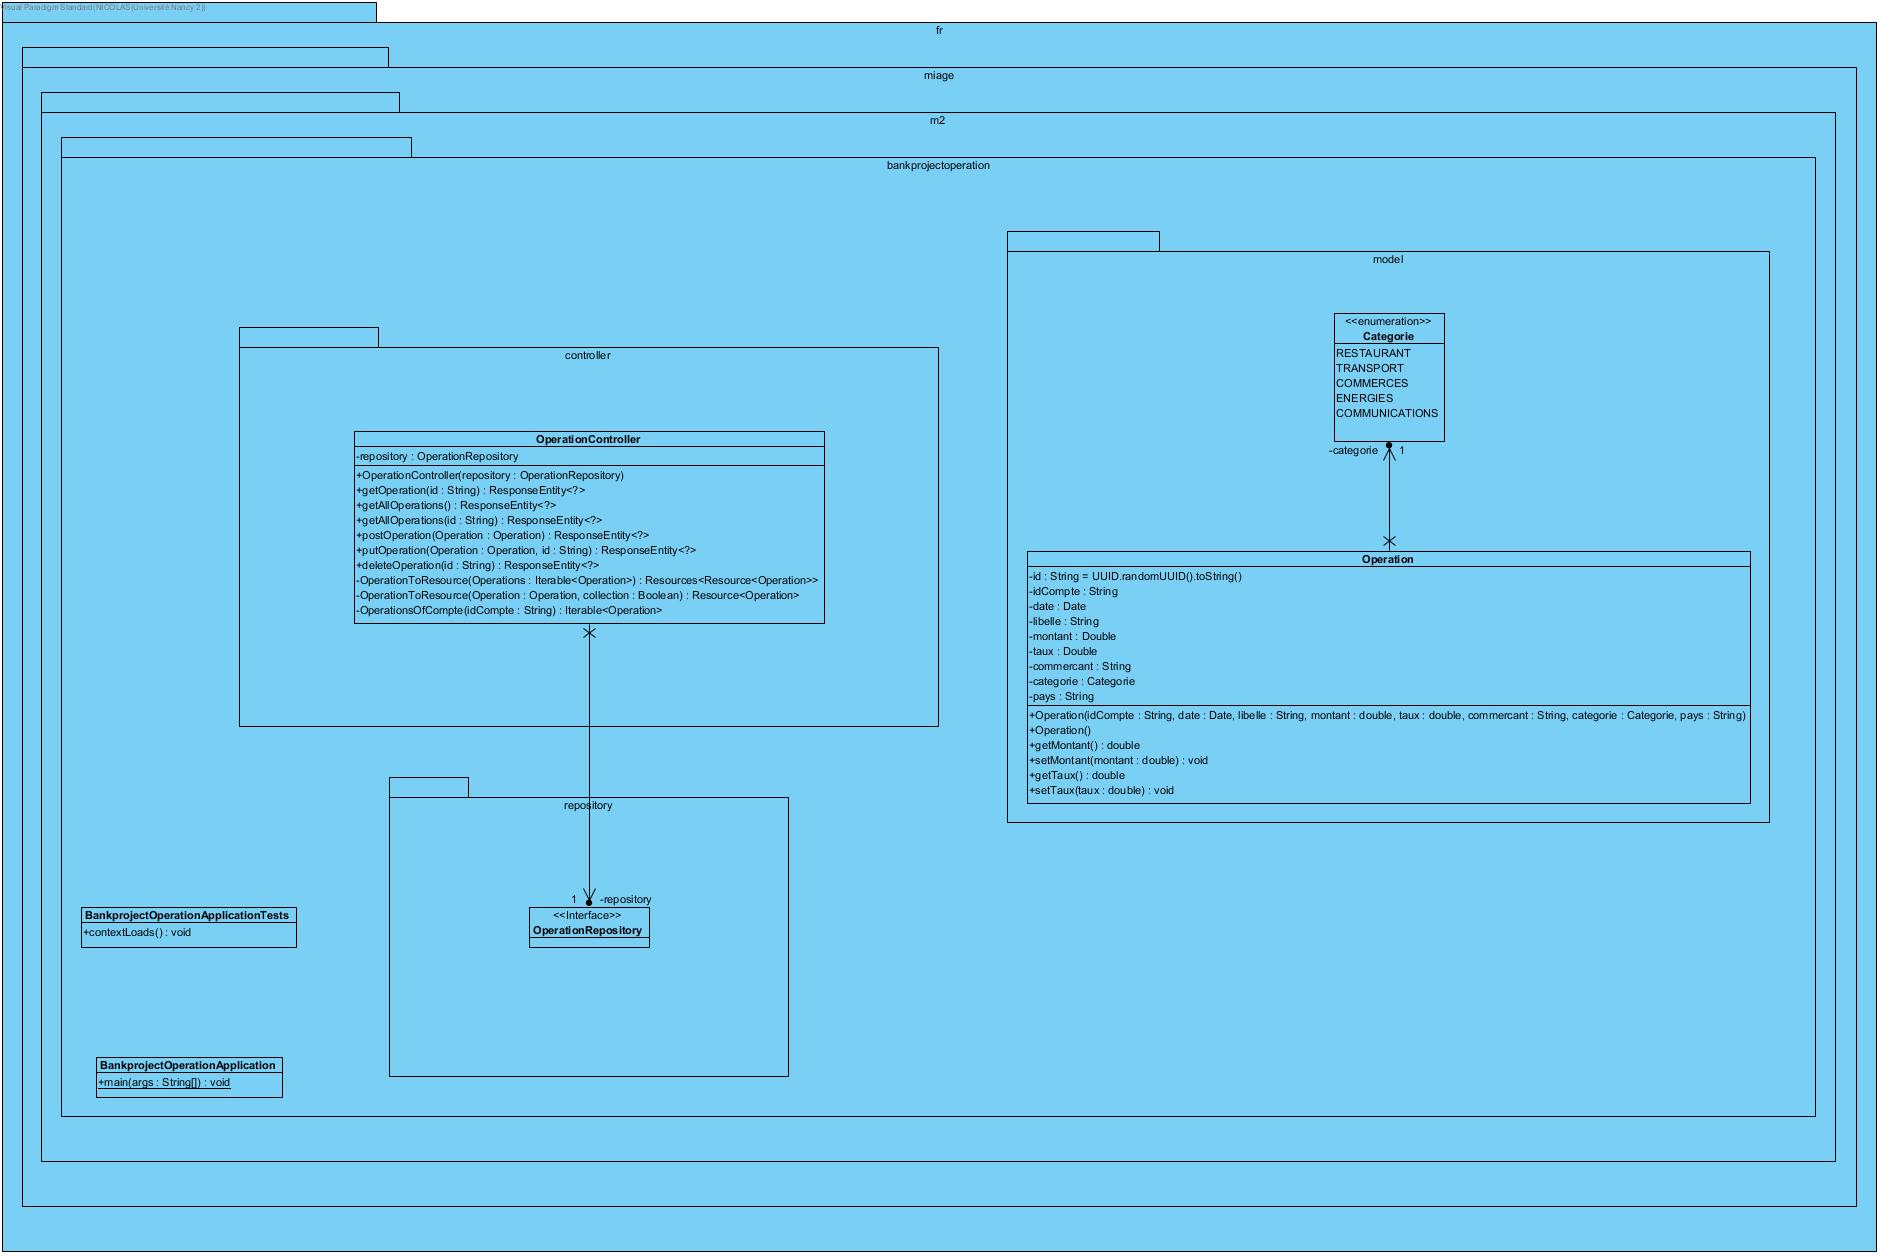 Visual Paradigm Standard(NICOLAS(Université Nancy 2))
fr
miage
m2
bankprojectoperation
controller
OperationController
-repository : OperationRepository
+OperationController(repository : OperationRepository)
+getOperation(id : String) : ResponseEntity<?>
+getAllOperations() : ResponseEntity<?>
+getAllOperations(id : String) : ResponseEntity<?>
+postOperation(Operation : Operation) : ResponseEntity<?>
+putOperation(Operation : Operation, id : String) : ResponseEntity<?>
+deleteOperation(id : String) : ResponseEntity<?>
-OperationToResource(Operations : Iterable<Operation>) : Resources<Resource<Operation>>
-OperationToResource(Operation : Operation, collection : Boolean) : Resource<Operation>
-OperationsOfCompte(idCompte : String) : Iterable<Operation>
repository
1 -repository
<<Interface>>
OperationRepository
BankprojectOperationApplicationTests
+contextLoads() : void
BankprojectOperationApplication
+main(args : String[]) : void
model
<<enumeration>>
Categorie
RESTAURANT
TRANSPORT
COMMERCES
ENERGIES
COMMUNICATIONS
-categorie 1
Operation
-id : String = UUID.randomUUID().toString()
-idCompte : String
-date : Date
-libelle : String
-montant : Double
-taux : Double
-commercant : String
-categorie : Categorie
-pays : String
+Operation(idCompte : String, date : Date, libelle : String, montant : double, taux : double, commercant : String, categorie : Categorie, pays : String)
+Operation()
+getMontant() : double
+setMontant(montant : double) : void
+getTaux() : double
+setTaux(taux : double) : void